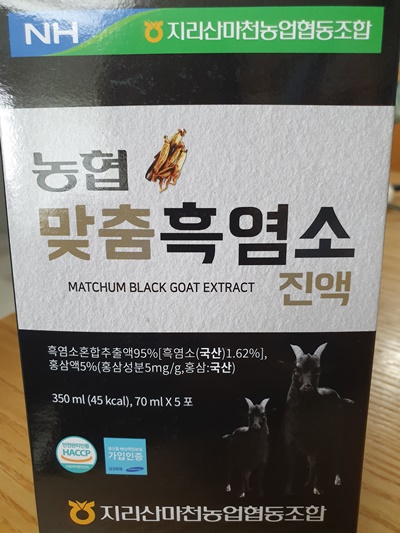 NH
지리산마천농업협동조합
농협
맞춤흑염소
MATCHUM BLACK GOAT EXTRACT
진액
흑염소혼합추출액95%[흑염소(국산)1.62%],
홍삼액5%(홍삼성분5mg/g,홍삼:국산)
350 ml (45 kcal), 70 ml X 5 포
HACCP
가입인증
지리산마천농업협동조합